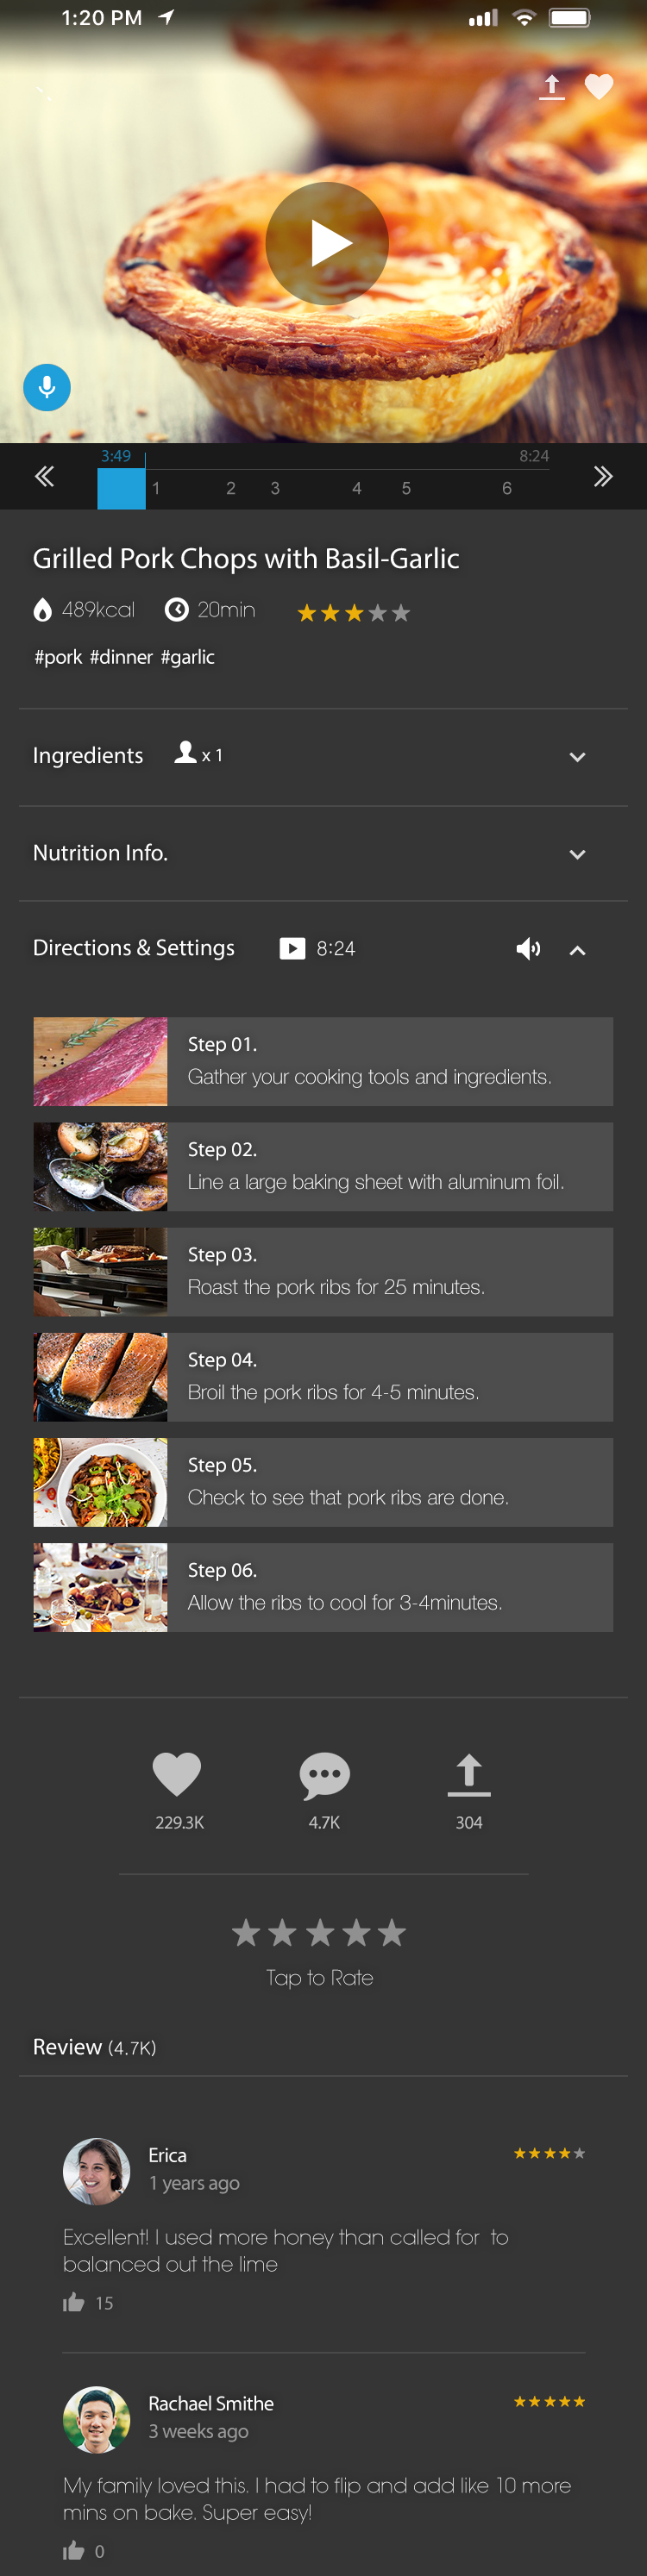 1:20 PM
3:49
8:24
1 2 3 4 5 6
Grilled Pork Chops with Basil-Garlic
489kcal 20min
#pork #dinner #garlic
Ingredients x 1
Nutrition Info.
Directions & Settings 8:24
Step 01.
Gather your cooking tools and ingredients.
Step 02.
Line a large baking sheet with aluminum foil.
Step 03.
Roast the pork ribs for 25 minutes.
Step 04.
Broil the pork ribs for 4-5 minutes.
Step 05.
Check to see that pork ribs are done.
Step 06.
Allow the ribs to cool for 3-4minutes.
229.3K 4.7K 304
Tap to Rate
Review (4.7K)
Erica
1 years ago
Excellent! I used more honey than called for to
balanced out the lime
15
Rachael Smithe
3 weeks ago
My family loved this. I had to flip and add like 10 more
mins on bake. Super easy!
0